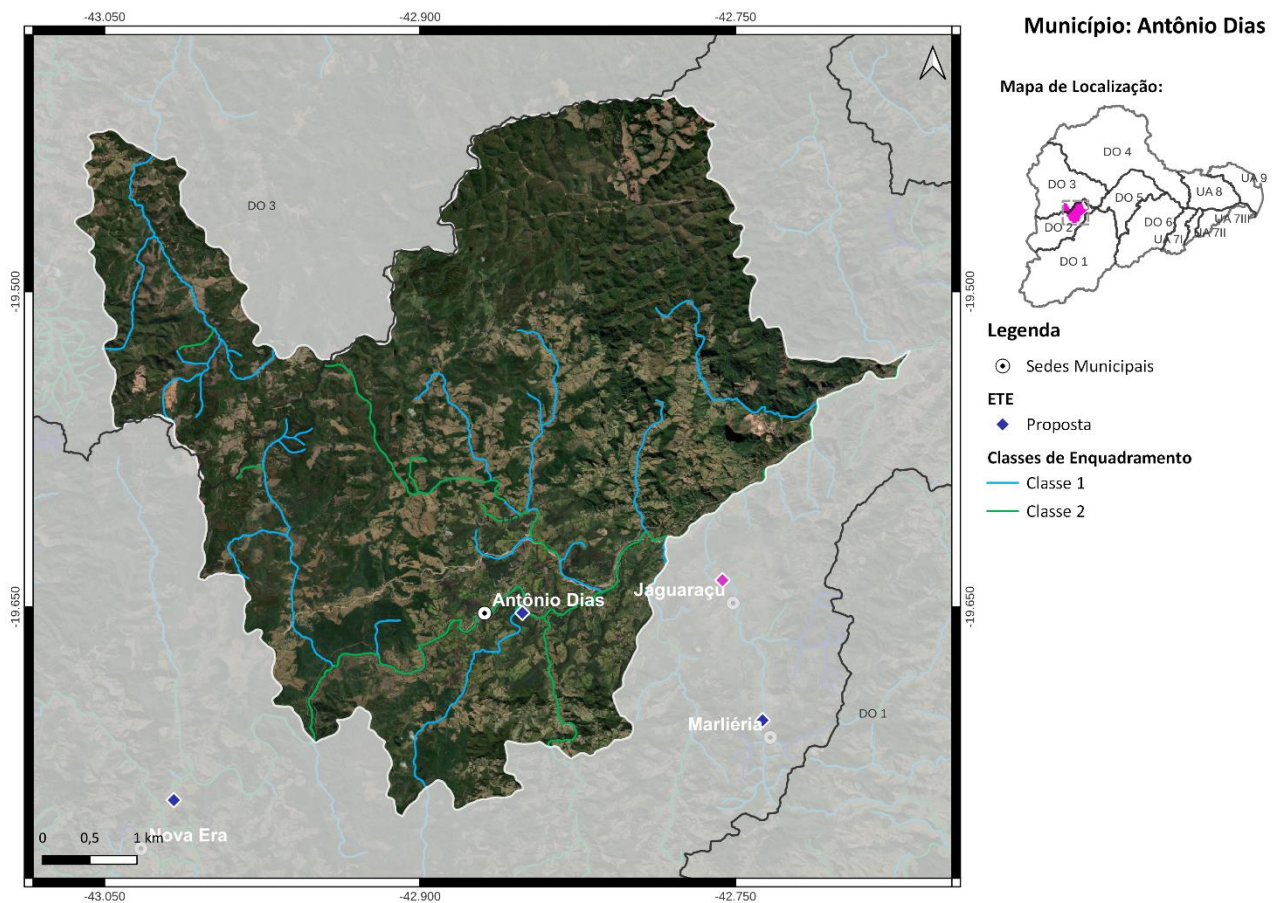 Município: Antônio Dias
-43.050 -42.900 -42.750
Mapa de Localização:
DO 4
UA 9
DO 3
UA 8
DO 5
DO 6
UA 7III
DO 2
UA 7II
UA 7I
DO 1
DO 3
-19.500 -19.500
Legenda
Sedes Municipais
ETE
Proposta
Classes de Enquadramento
Classe 1
Classe 2
Jaguaraçu
Antônio Dias
-19.650 -19.650
Marliéria
DO 1
Nova Era
0 0,5 1 km
-43.050 -42.900 -42.750